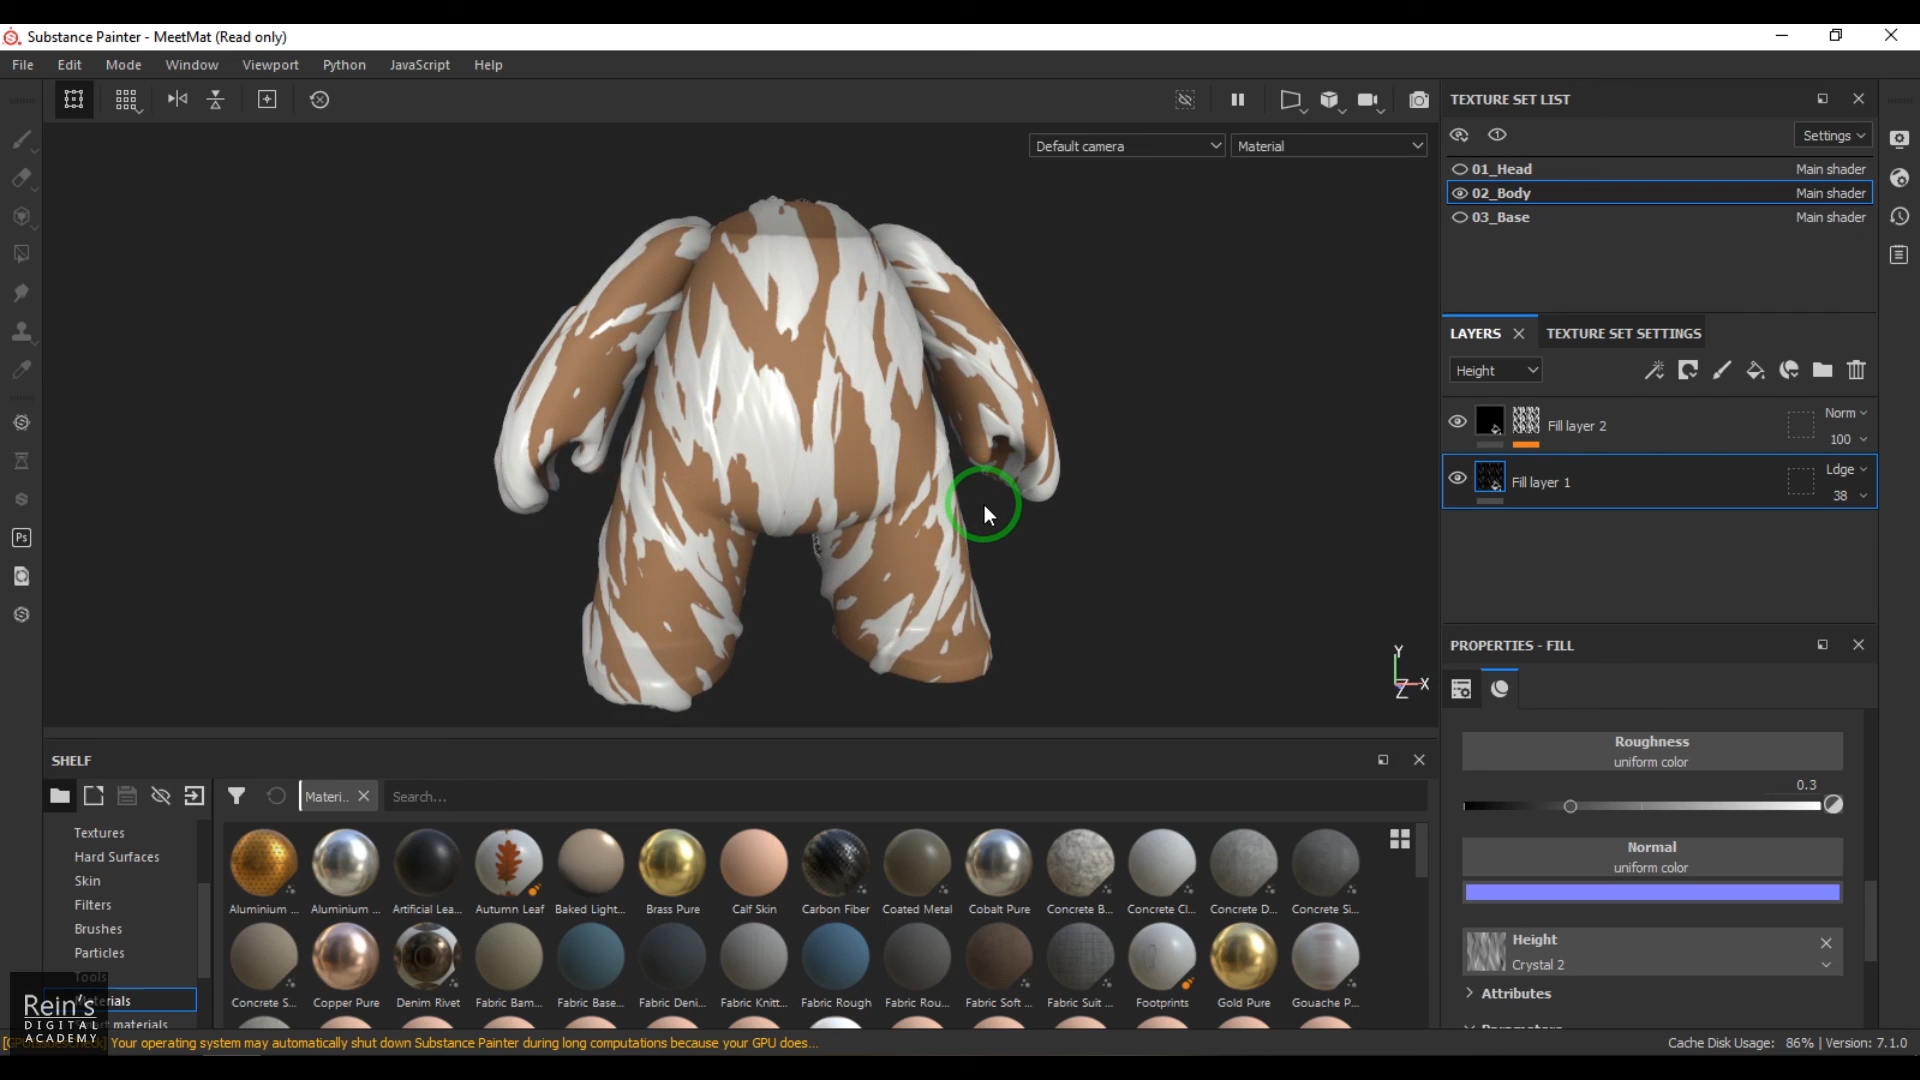 Substance Painter - MeetMat (Read only)
File Edit Mode Window Viewport Python JavaScript Help
TEXTURE SET LIST
Settings
Default camera
Material
01_Head Main shader
02_Body Main shader
03_Base Main shader
LAYERS
TEXTURE SET SETTINGS
Height
Fill layer 2
Norm
100
Fill layer 1
Ldge
38
Ps
Y
X
Z
PROPERTIES - FILL
Roughness
uniform color
0.3
Normal
uniform color
Height
Crystal 2
Attributes
SHELF
Materi..
Search...
Textures
Hard Surfaces
Skin
Filters
Brushes
Particles
Tools
Aluminium ... Aluminium ... Artificial Lea... Autumn Leaf Baked Light... Brass Pure Calf Skin Carbon Fiber Coated Metal Cobalt Pure Concrete B... Concrete Cl... Concrete D... Concrete Si...
Concrete S... Copper Pure Denim Rivet Fabric Bam... Fabric Base... Fabric Deni... Fabric Knitt... Fabric Rough Fabric Rou... Fabric Soft ... Fabric Suit ... Footprints Gold Pure Gouache P...
Rein's
DIGITAL
ACADEMY
materials
Your operating system may automatically shut down Substance Painter during long computations because your GPU does...
Cache Disk Usage: 86% | Version: 7.1.0